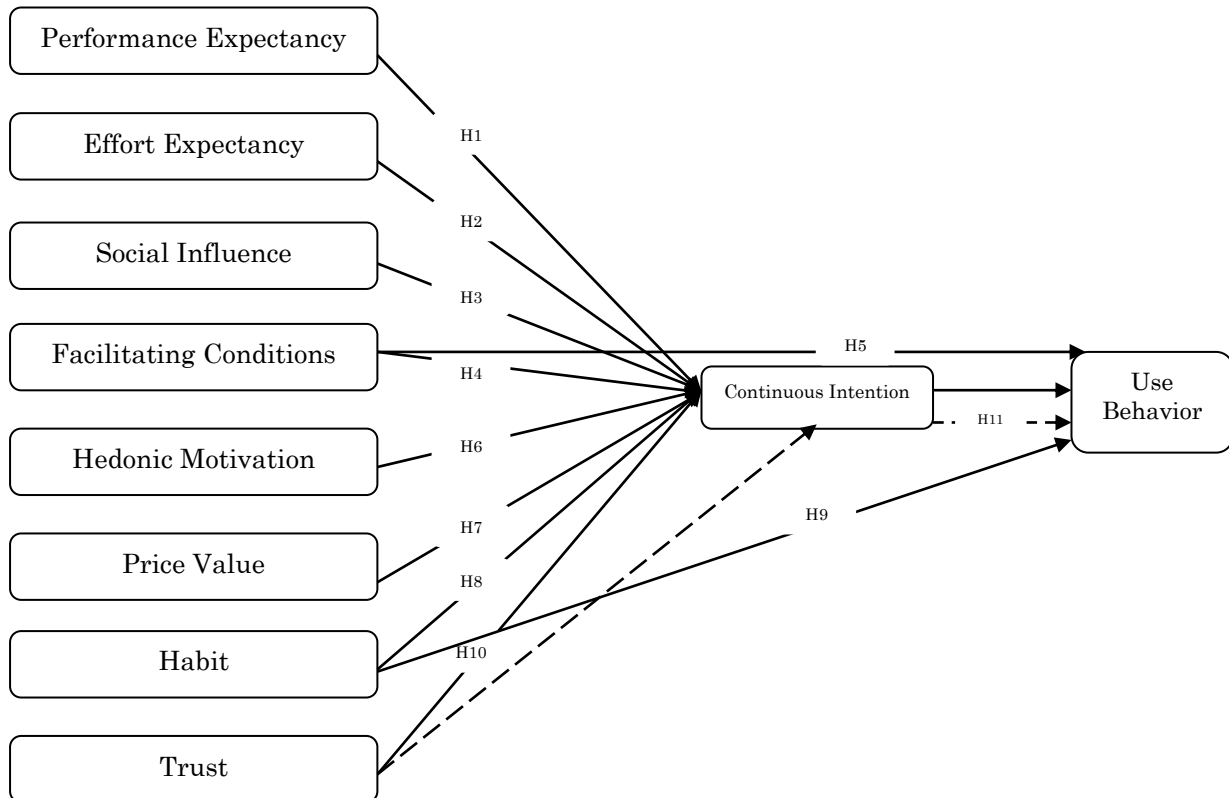 Performance Expectancy
H1
Effort Expectancy
H2
Social Influence
H3
Facilitating Conditions
H5
H4
Continuous Intention
Use
Behavior
H11
Hedonic Motivation
H6
H9
Price Value
H7
H8
Habit
H10
Trust